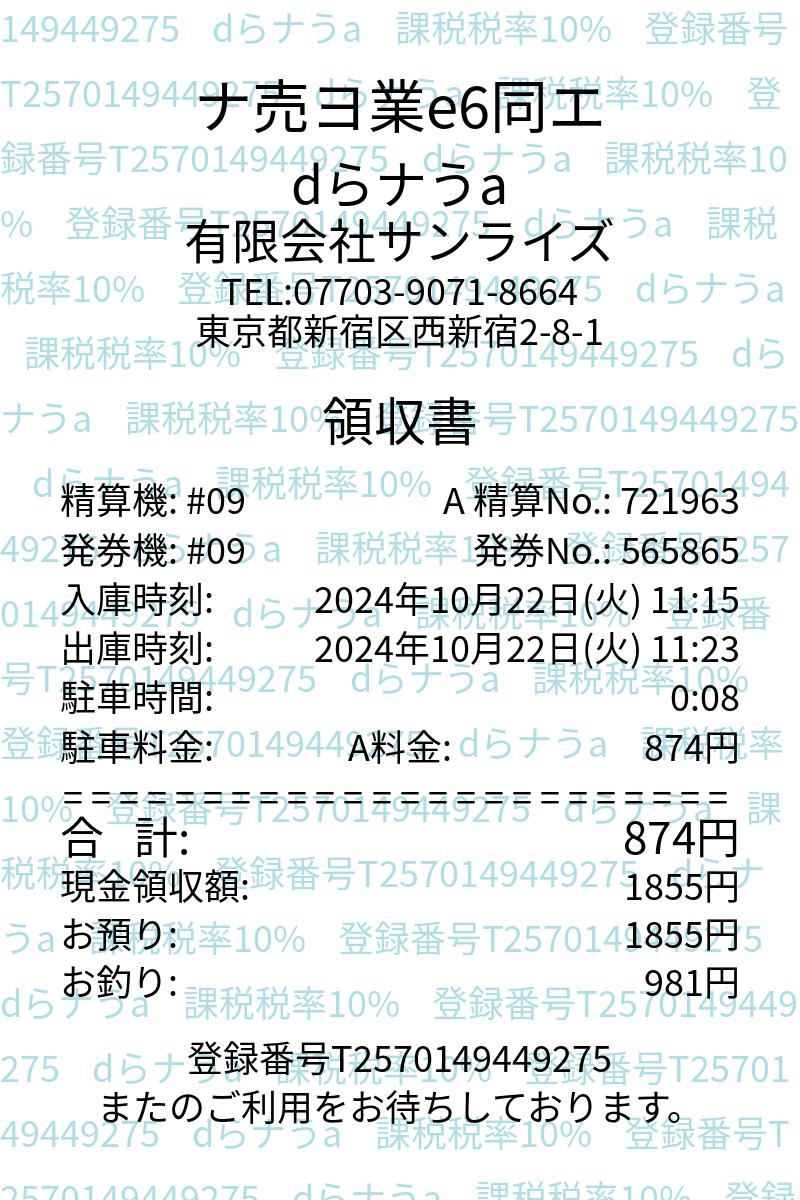 ナ売ヨ業e6同エ
dらナうa
有限会社サンライズ
TEL:07703-9071-8664
東京都新宿区西新宿2-8-1
領収書
精算機: #09 A 精算No.: 721963
発券機: #09 発券No.: 565865
入庫時刻: 2024年10月22日(火) 11:15
出庫時刻: 2024年10月22日(火) 11:23
駐車時間: 0:08
駐車料金: A料金: 874円
========================
合 計: 874円
現金領収額: 1855円
お預り: 1855円
お釣り: 981円
登録番号T2570149449275
またのご利用をお待ちしております。